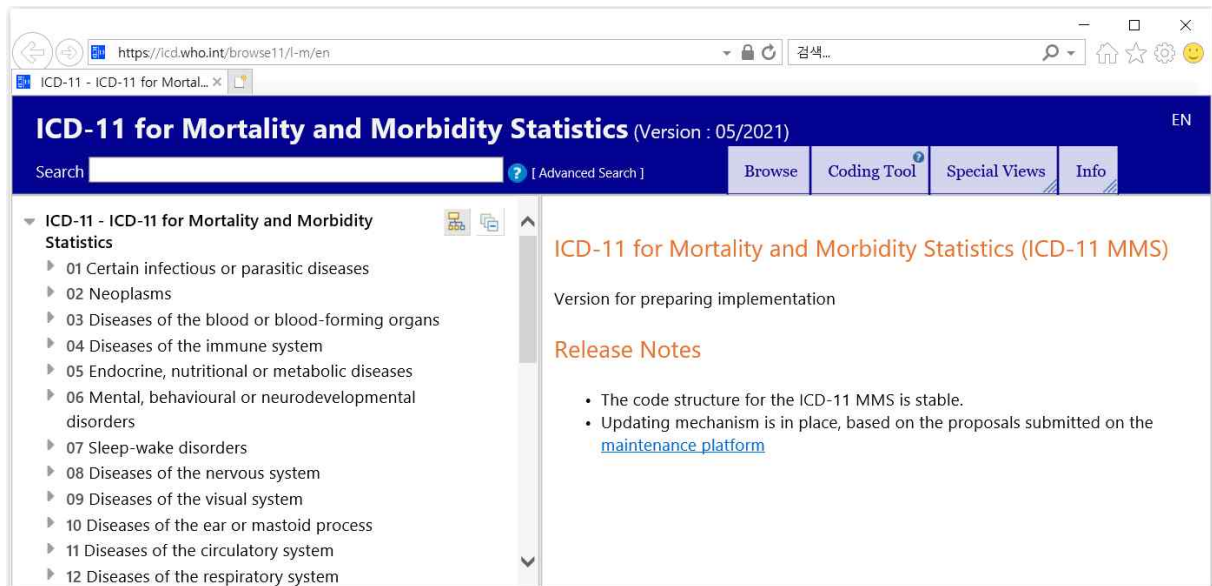 https://icd.who.int/browse11/l-m/en
검색...
ICD-11 - ICD-11 for Mortal...
ICD-11 for Mortality and Morbidity Statistics (Version : 05/2021)
EN
Search
? [ Advanced Search ]
Browse
Coding Tool ?
Special Views
Info
ICD-11 - ICD-11 for Mortality and Morbidity
Statistics
01 Certain infectious or parasitic diseases
02 Neoplasms
03 Diseases of the blood or blood-forming organs
04 Diseases of the immune system
05 Endocrine, nutritional or metabolic diseases
06 Mental, behavioural or neurodevelopmental
disorders
07 Sleep-wake disorders
08 Diseases of the nervous system
09 Diseases of the visual system
10 Diseases of the ear or mastoid process
11 Diseases of the circulatory system
12 Diseases of the respiratory system
ICD-11 for Mortality and Morbidity Statistics (ICD-11 MMS)
Version for preparing implementation
Release Notes
• The code structure for the ICD-11 MMS is stable.
• Updating mechanism is in place, based on the proposals submitted on the
maintenance platform